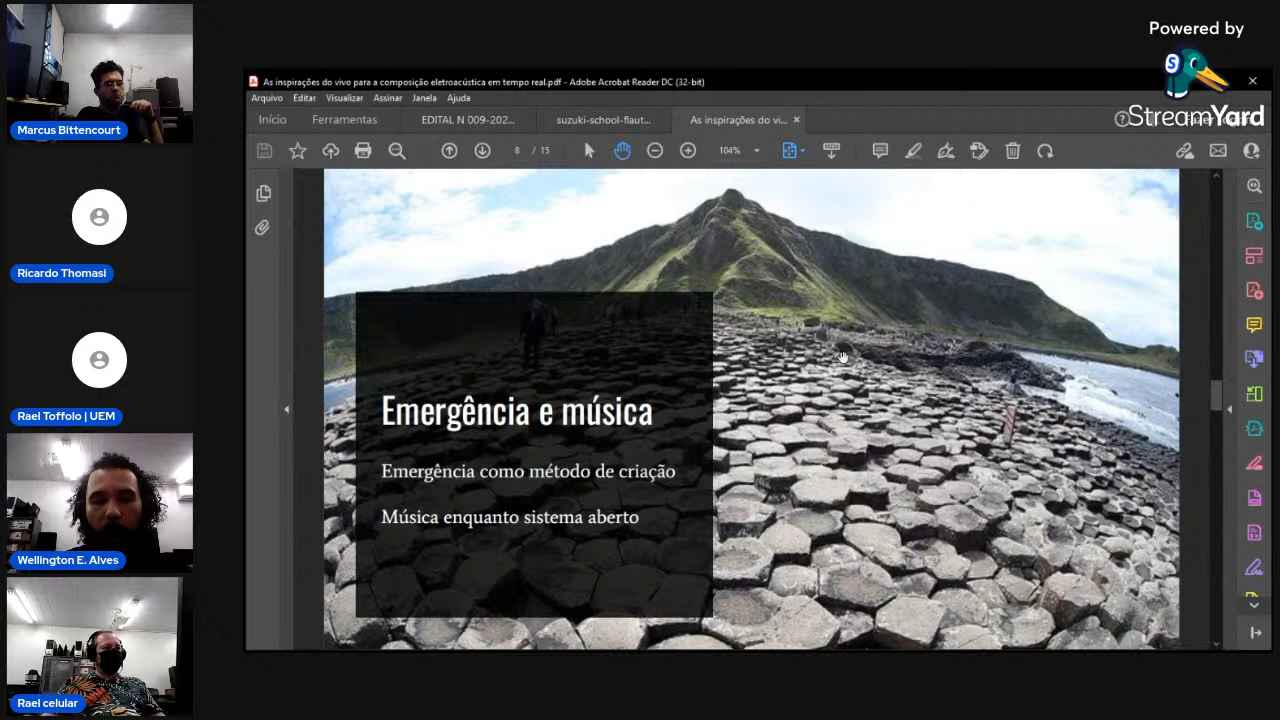 Powered by
StreamYard
As inspirações do vivo para a composição eletroacústica em tempo real.pdf - Adobe Acrobat Reader DC (32-bit)
Arquivo Editar Visualizar Assinar Janela Ajuda
Início Ferramentas EDITAL N 009-202... suzuki-school-flaut... As inspirações do vi...
8 / 15 104%
Emergência e música
Emergência como método de criação
Música enquanto sistema aberto
Marcus Bittencourt
Ricardo Thomasi
Rael Toffolo | UEM
Wellington E. Alves
Rael celular